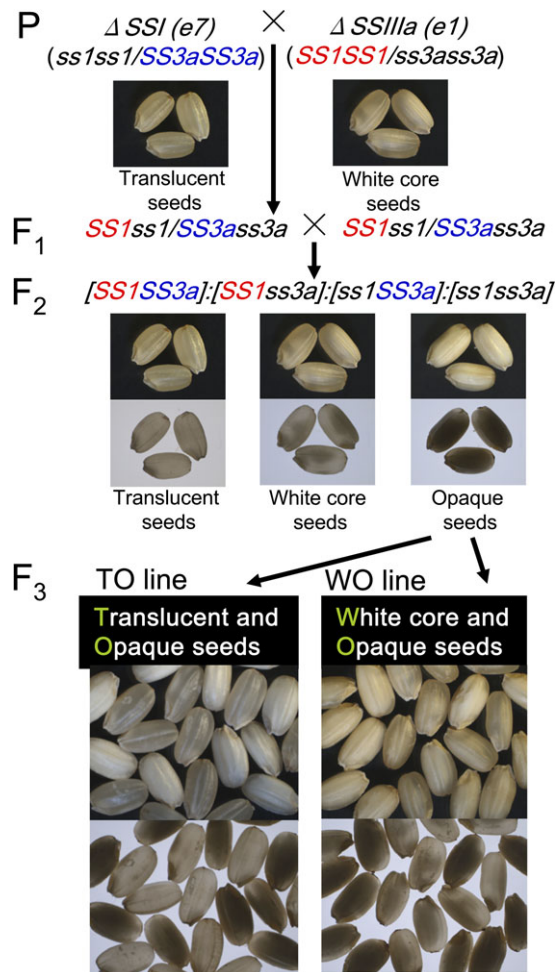 P
Δ SSI (e7) × Δ SSIIIa (e1)
(ss1ss1/SS3aSS3a) (SS1SS1/ss3ass3a)
Translucent seeds
White core seeds
F1 SS1ss1/SS3ass3a × SS1ss1/SS3ass3a
F2 [SS1SS3a]:[SS1ss3a]:[ss1SS3a]:[ss1ss3a]
Translucent seeds
White core seeds
Opaque seeds
F3
TO line
Translucent and
Opaque seeds
WO line
White core and
Opaque seeds